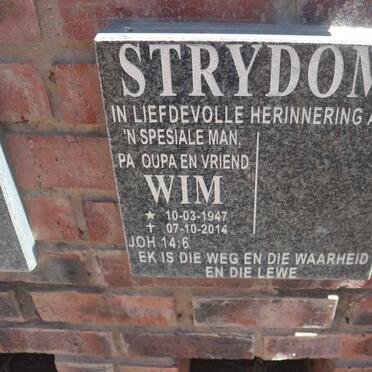 STRYDOM
IN LIEFDEVOLLE HERINNERING A
'N SPESIALE MAN,
PA OUPA EN VRIEND
WIM
★ 10-03-1947
✝ 07-10-2014
JOH 14:6
EK IS DIE WEG EN DIE WAARHEID
EN DIE LEWE